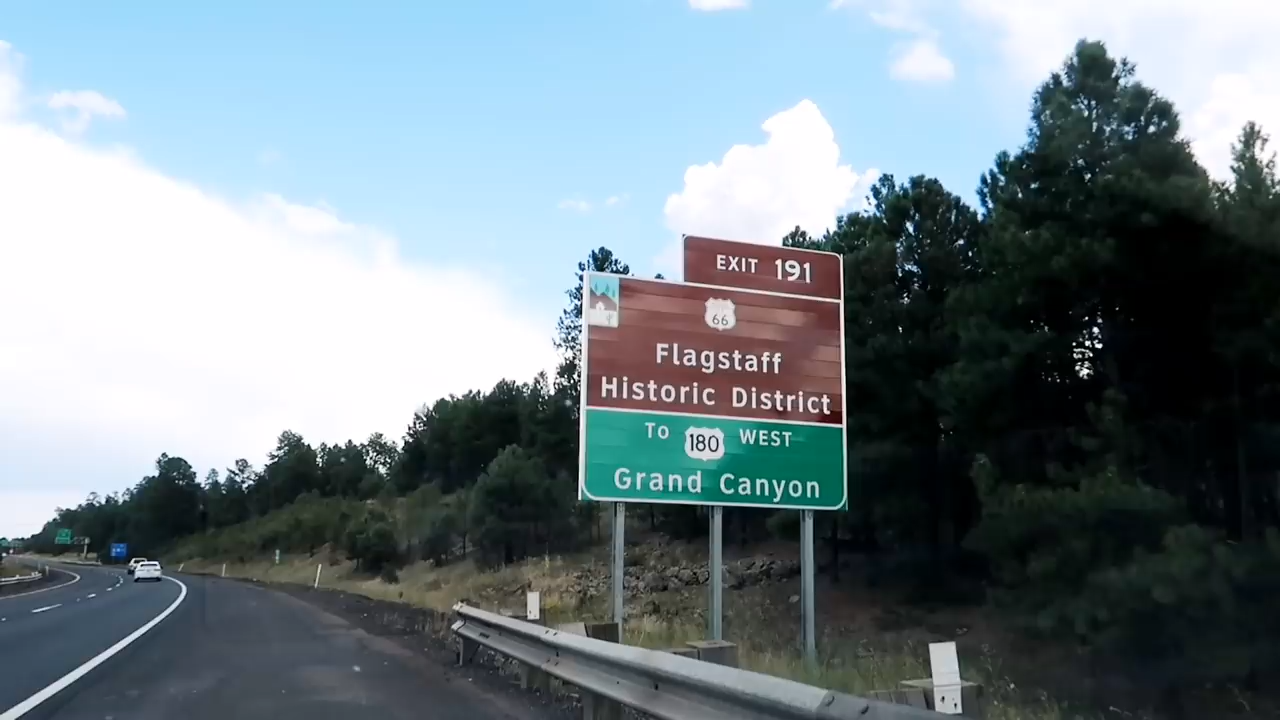 EXIT 191
66
Flagstaff
Historic District
To 180 WEST
Grand Canyon